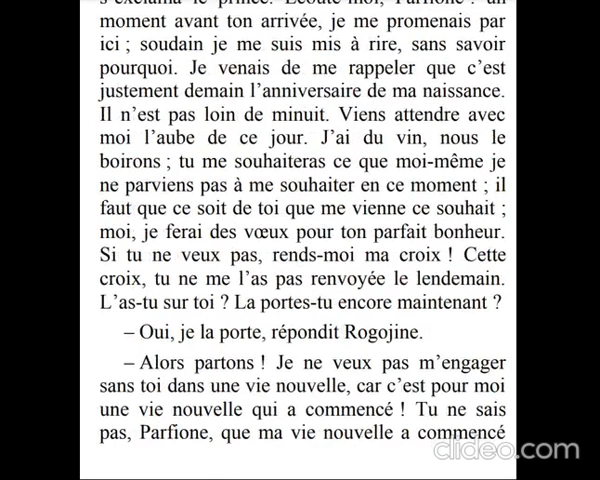 s'exclama le prince. Écoute-moi, Parfione : un
moment avant ton arrivée, je me promenais par
ici ; soudain je me suis mis à rire, sans savoir
pourquoi. Je venais de me rappeler que c'est
justement demain l'anniversaire de ma naissance.
Il n'est pas loin de minuit. Viens attendre avec
moi l'aube de ce jour. J'ai du vin, nous le
boirons ; tu me souhaiteras ce que moi-même je
ne parviens pas à me souhaiter en ce moment ; il
faut que ce soit de toi que me vienne ce souhait ;
moi, je ferai des vœux pour ton parfait bonheur.
Si tu ne veux pas, rends-moi ma croix ! Cette
croix, tu ne me l'as pas renvoyée le lendemain.
L'as-tu sur toi ? La portes-tu encore maintenant ?
– Oui, je la porte, répondit Rogojine.
– Alors partons ! Je ne veux pas m'engager
sans toi dans une vie nouvelle, car c'est pour moi
une vie nouvelle qui a commencé ! Tu ne sais
pas, Parfione, que ma vie nouvelle a commencé
clideo.com